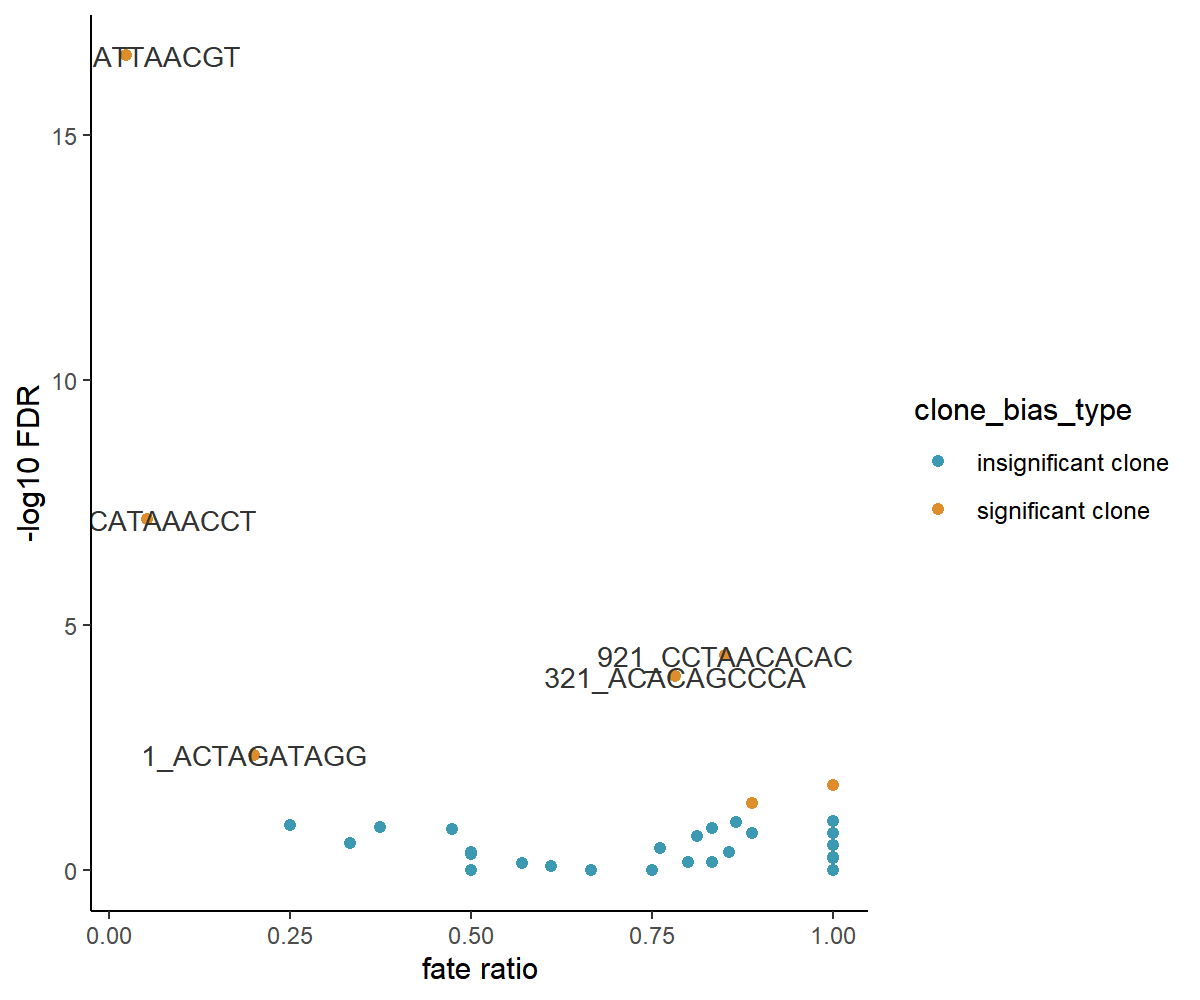 ATTAACGT
15
10
-log10 FDR
CATAAACCT
5
921_CCTAACACAC
321_ACACAGCCCA
1_ACTAGATAGG
0
0.00 0.25 0.50 0.75 1.00
fate ratio
clone_bias_type
insignificant clone
significant clone